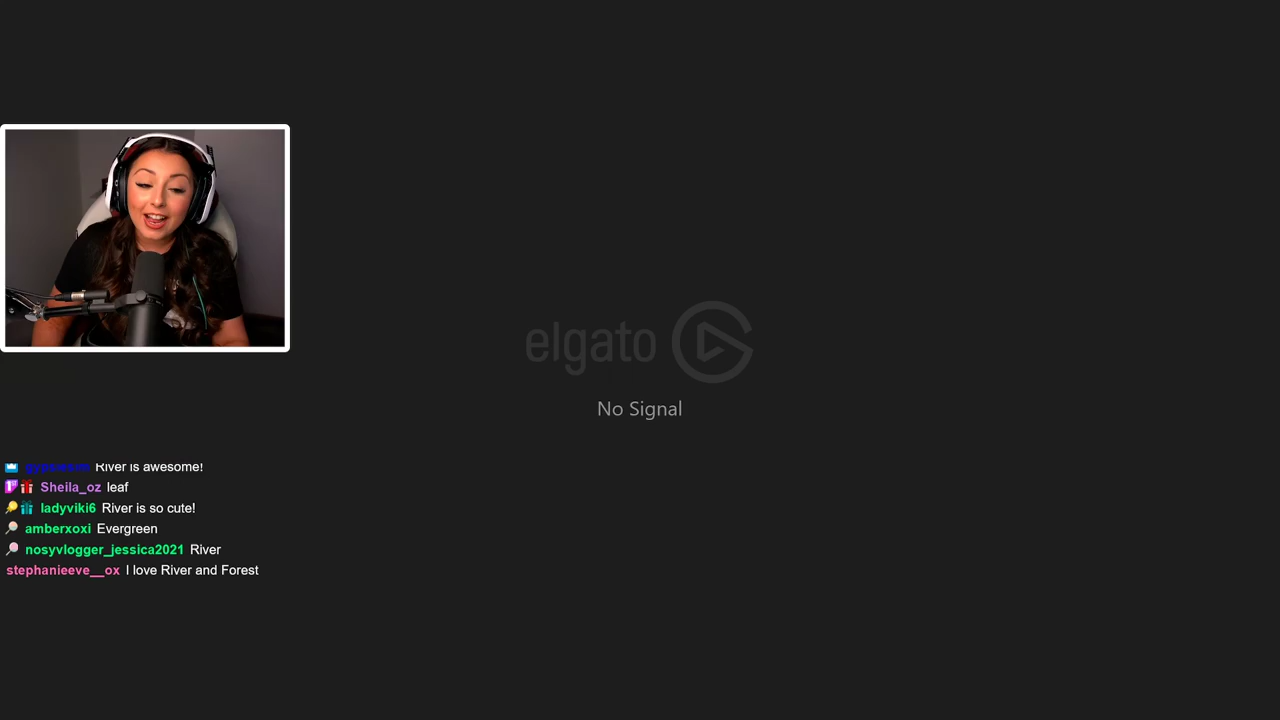 elgato
No Signal
River is awesome!
Sheila_oz leaf
ladyviki6 River is so cute!
amberxoxi Evergreen
nosyvlogger_jessica2021 River
stephanieeve__ox I love River and Forest